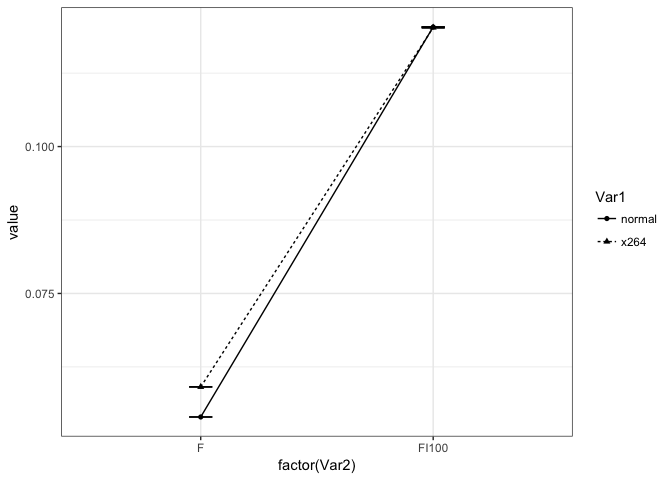 0.100
0.075
value
F
FI100
factor(Var2)
Var1
normal
x264